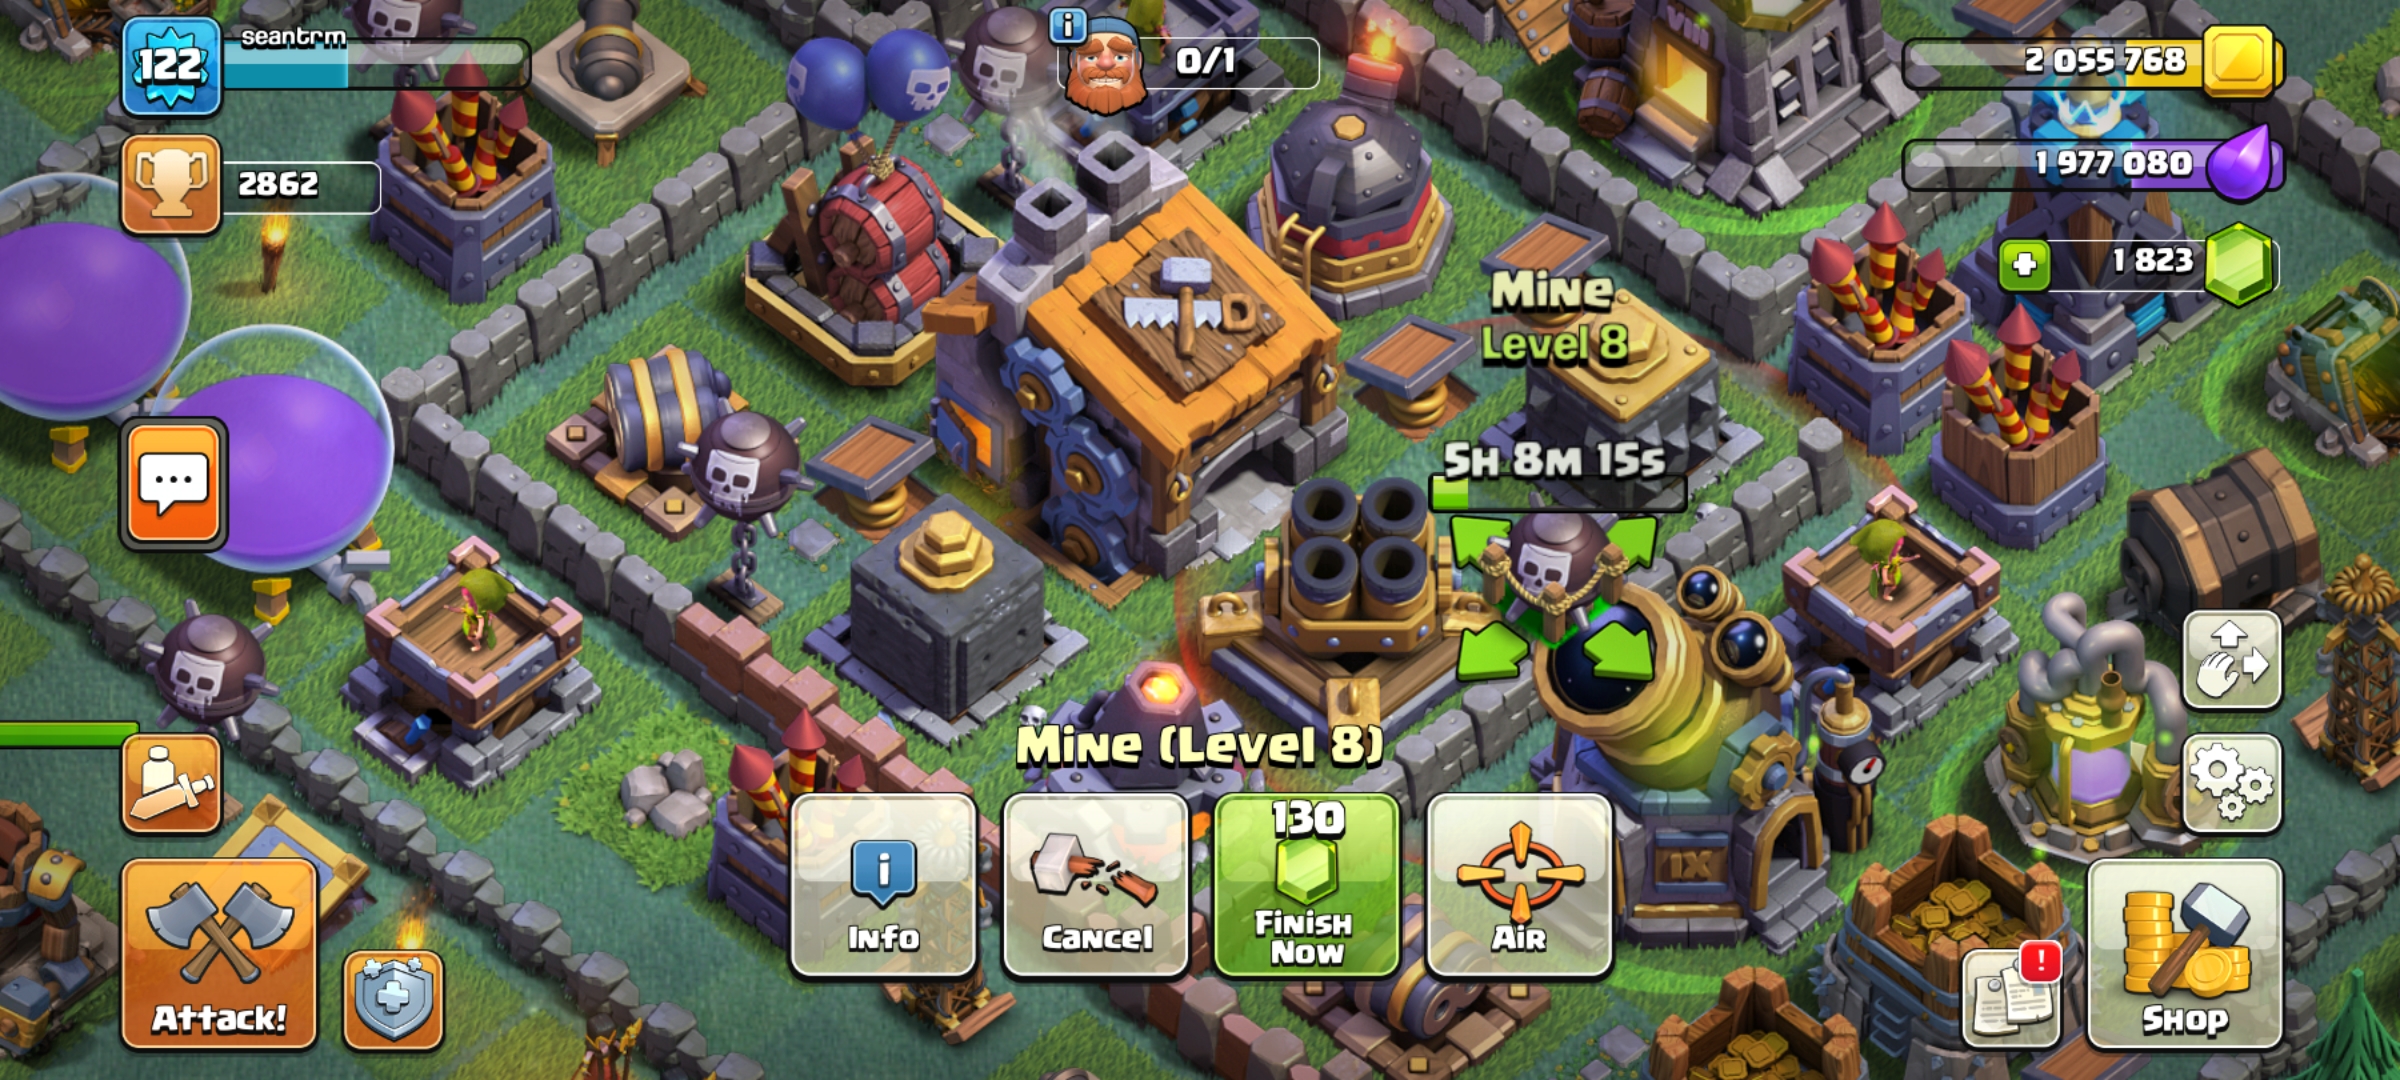 122
seantrm
0/1
2 055 768
1 977 080
1 823
2862
Mine
Level 8
5h 8m 15s
Mine (Level 8)
Info
Cancel
130
Finish
Now
Air
IX
Attack!
!
Shop